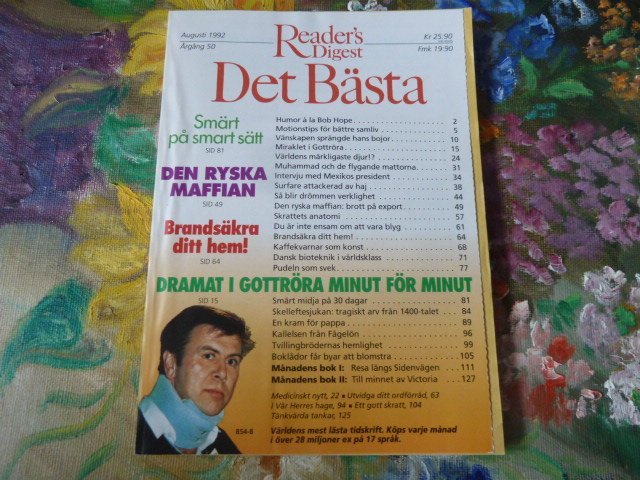 Augusti 1992
Årgång 50
Reader's
Digest
Kr 25.90
Fmk 19:90
Det Bästa
Smärt
på smart sätt
SID 81
DEN RYSKA
MAFFIAN
SID 49
Brandsäkra
ditt hem!
SID 64
Humor à la Bob Hope 2
Motionstips för bättre samliv 5
Vänskapen sprängde hans bojor 10
Miraklet i Gottröra 15
Världens märkligaste djur!? 24
Muhammad och de flygande mattorna 31
Intervju med Mexikos president 34
Surfare attackerad av haj 38
Så blir drömmen verklighet 44
Den ryska maffian: brott på export 49
Skrattets anatomi 57
Du är inte ensam om att vara blyg 61
Brandsäkra ditt hem! 64
Kaffekvarnar som konst 68
Dansk bioteknik i världsklass 71
Pudeln som svek 77
DRAMAT I GOTTRÖRA MINUT FÖR MINUT
SID 15
Smärt midja på 30 dagar 81
Skelleftesjukan: tragiskt arv från 1400-talet 84
En kram för pappa 89
Kallelsen från Fågelön 96
Tvillingbrödernas hemlighet 99
Boklådor får byar att blomstra 105
Månadens bok I: Resa längs Sidenvägen 111
Månadens bok II: Till minnet av Victoria 127
Medicinskt nytt, 22 • Utvidga ditt ordförråd, 63
I Vår Herres hage, 94 • Ett gott skratt, 104
Tänkvärda tankar, 125
854-8
Världens mest lästa tidskrift. Köps varje månad
i över 28 miljoner ex på 17 språk.